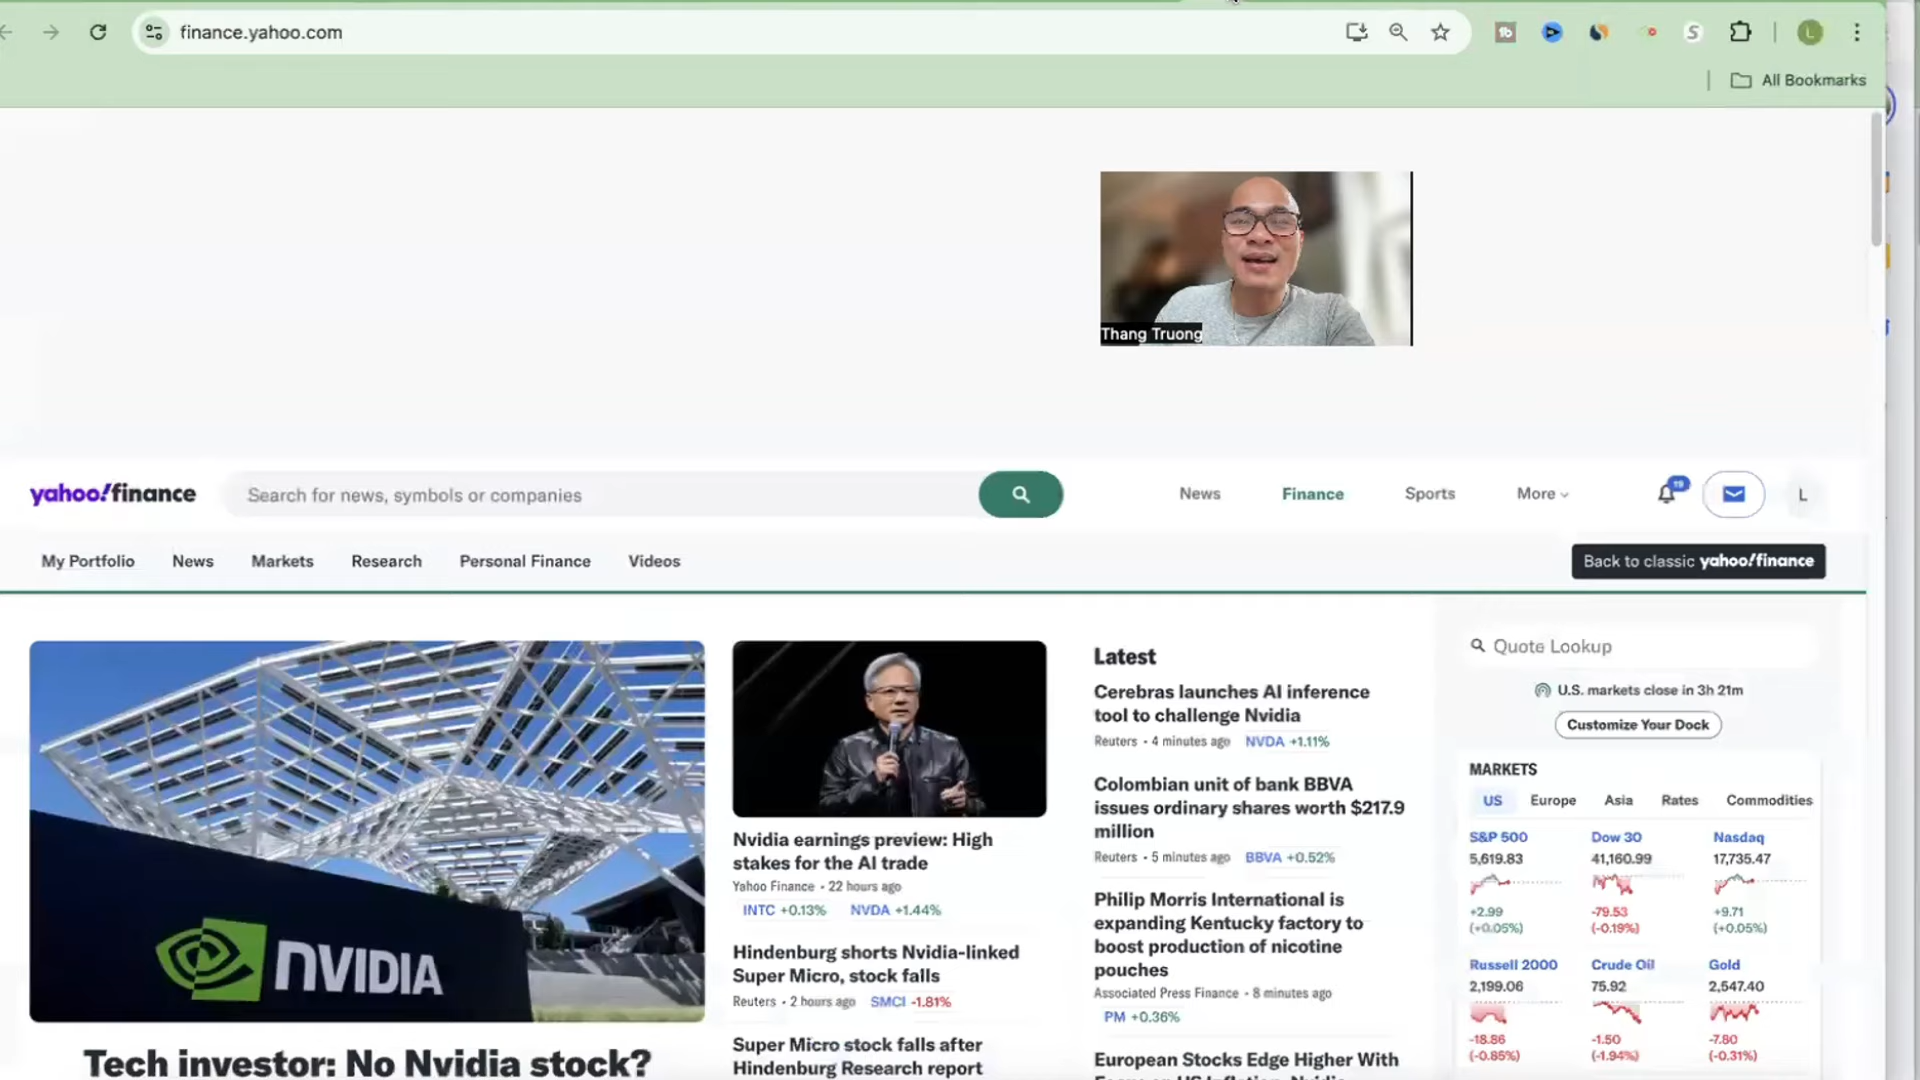 finance.yahoo.com
All Bookmarks
Thang Truong
yahoo!finance
Search for news, symbols or companies
News
Finance
Sports
More
19
L
My Portfolio
News
Markets
Research
Personal Finance
Videos
Back to classic yahoo!finance
NVIDIA
Tech investor: No Nvidia stock?
Nvidia earnings preview: High
stakes for the AI trade
Yahoo Finance • 22 hours ago
INTC +0.13% NVDA +1.44%
Hindenburg shorts Nvidia-linked
Super Micro, stock falls
Reuters • 2 hours ago SMCI -1.81%
Super Micro stock falls after
Hindenburg Research report
Latest
Cerebras launches AI inference
tool to challenge Nvidia
Reuters • 4 minutes ago NVDA +1.11%
Colombian unit of bank BBVA
issues ordinary shares worth $217.9
million
Reuters • 5 minutes ago BBVA +0.52%
Philip Morris International is
expanding Kentucky factory to
boost production of nicotine
pouches
Associated Press Finance • 8 minutes ago
PM +0.36%
European Stocks Edge Higher With
Quote Lookup
U.S. markets close in 3h 21m
Customize Your Dock
MARKETS
US Europe Asia Rates Commodities
S&P 500 Dow 30 Nasdaq
5,619.83 41,160.99 17,735.47
+2.99 -79.53 +9.71
(+0.05%) (-0.19%) (+0.05%)
Russell 2000 Crude Oil Gold
2,199.06 75.92 2,547.40
-18.86 -1.50 -7.80
(-0.85%) (-1.94%) (-0.31%)